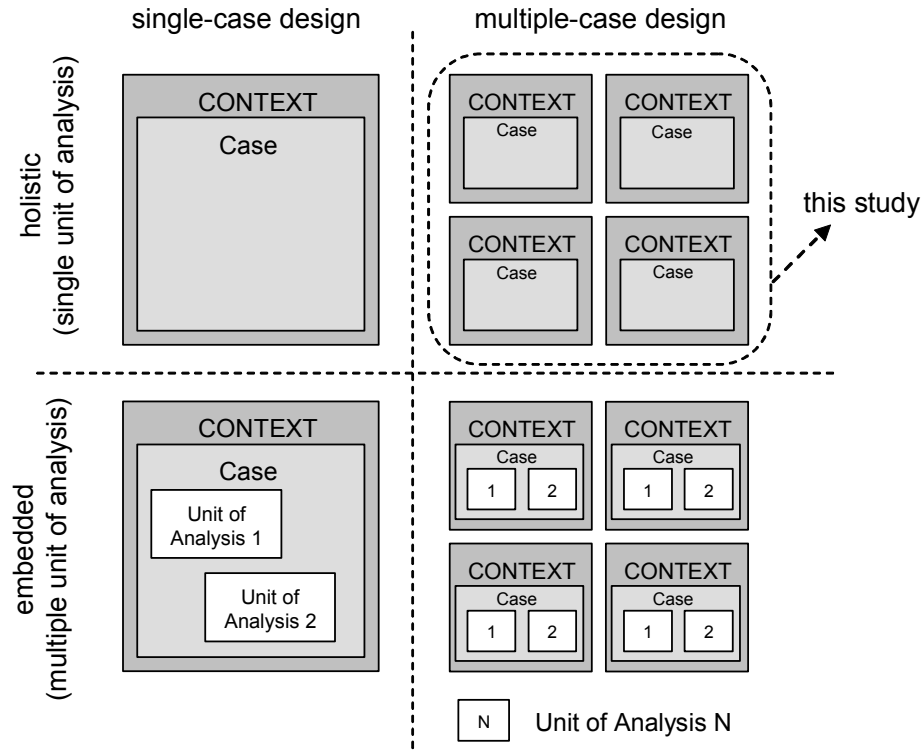 single-case design
multiple-case design
holistic
(single unit of analysis)
CONTEXT
Case
CONTEXT
Case
CONTEXT
Case
CONTEXT
Case
CONTEXT
Case
this study
embedded
(multiple unit of analysis)
CONTEXT
Case
Unit of
Analysis 1
Unit of
Analysis 2
CONTEXT
Case
1 2
CONTEXT
Case
1 2
CONTEXT
Case
1 2
CONTEXT
Case
1 2
N Unit of Analysis N